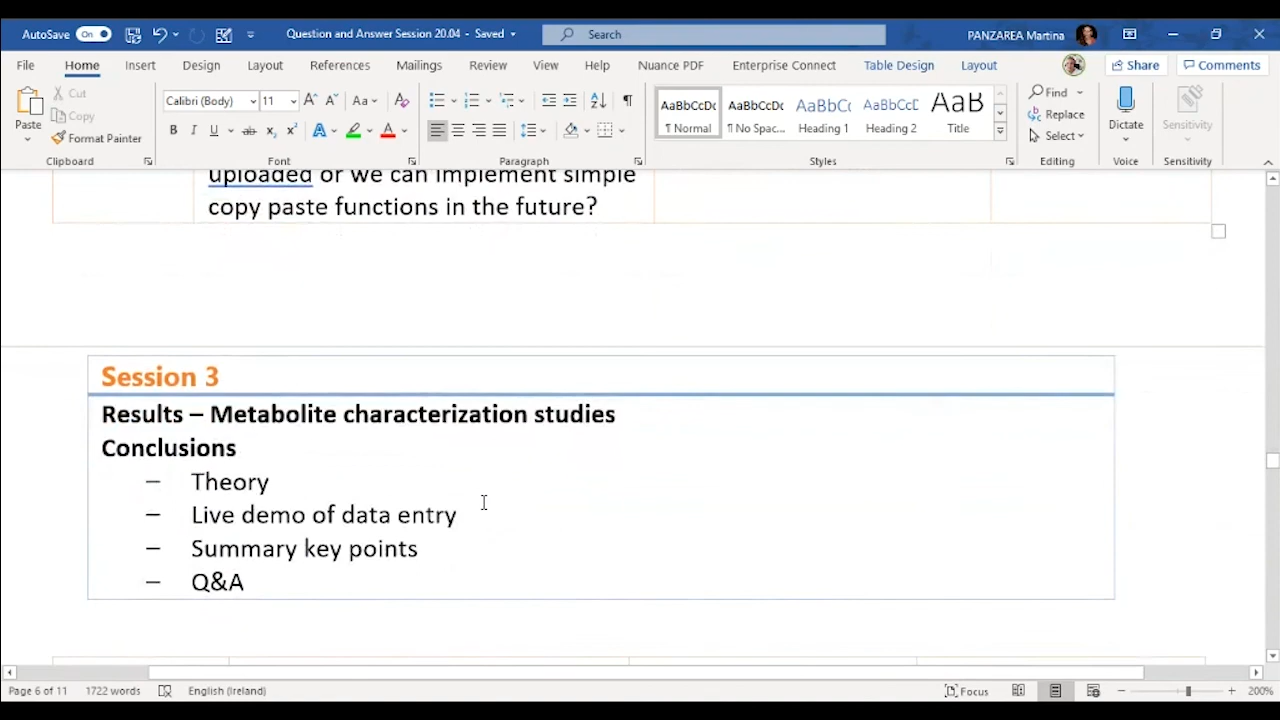 AutoSave On Question and Answer Session 20.04 - Saved Search PANZAREA Martina
File Home Insert Design Layout References Mailings Review View Help Nuance PDF Enterprise Connect Table Design Layout Share Comments
Paste Cut Copy Format Painter
Calibri (Body) 11 Aa
AaBbCcDc AaBbCcDc AaBbCc AaBbCcD AaB
¶ Normal ¶ No Spac... Heading 1 Heading 2 Title
Find Replace Select
Dictate Sensitivity
Clipboard Font Paragraph Styles Editing Voice Sensitivity
uploaded or we can implement simple
copy paste functions in the future?
Session 3
Results – Metabolite characterization studies
Conclusions
– Theory
– Live demo of data entry
– Summary key points
– Q&A
Page 6 of 11 1722 words English (Ireland) Focus 200%